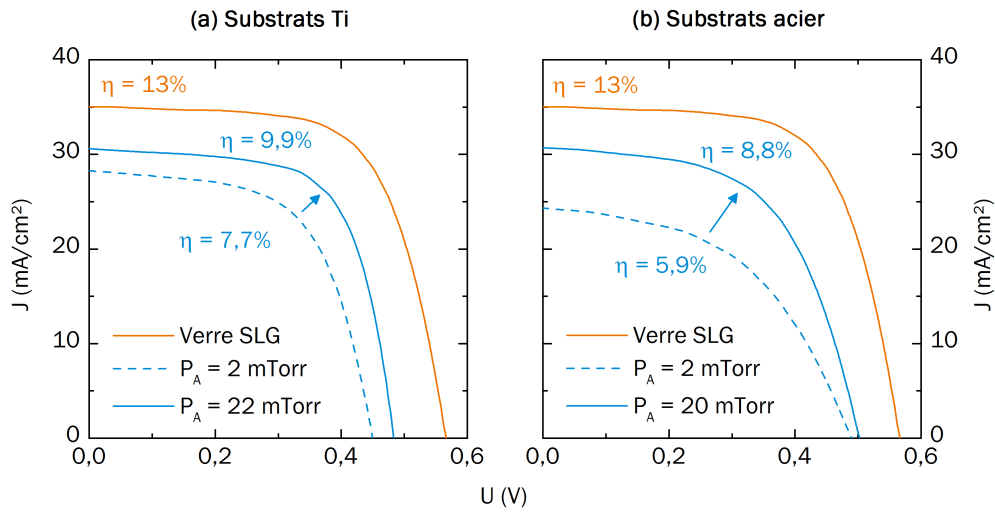 (a) Substrats Ti
(b) Substrats acier
40
30
20
10
0
J (mA/cm²)
η = 13%
η = 9,9%
η = 7,7%
Verre SLG
P_A = 2 mTorr
P_A = 22 mTorr
0,0
0,2
0,4
0,6
η = 13%
η = 8,8%
η = 5,9%
Verre SLG
P_A = 2 mTorr
P_A = 20 mTorr
0,0
0,2
0,4
0,6
40
30
20
10
0
J (mA/cm²)
U (V)